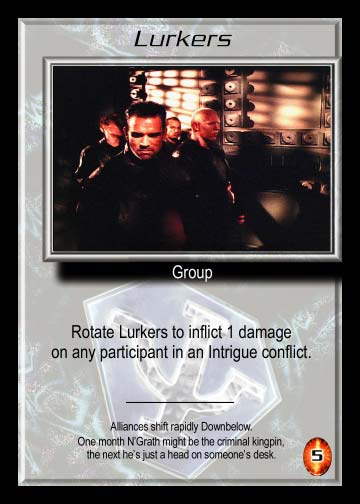 Lurkers
Group
Rotate Lurkers to inflict 1 damage
on any participant in an Intrigue conflict.
Alliances shift rapidly Downbelow.
One month N'Grath might be the criminal kingpin,
the next he's just a head on someone's desk.
5